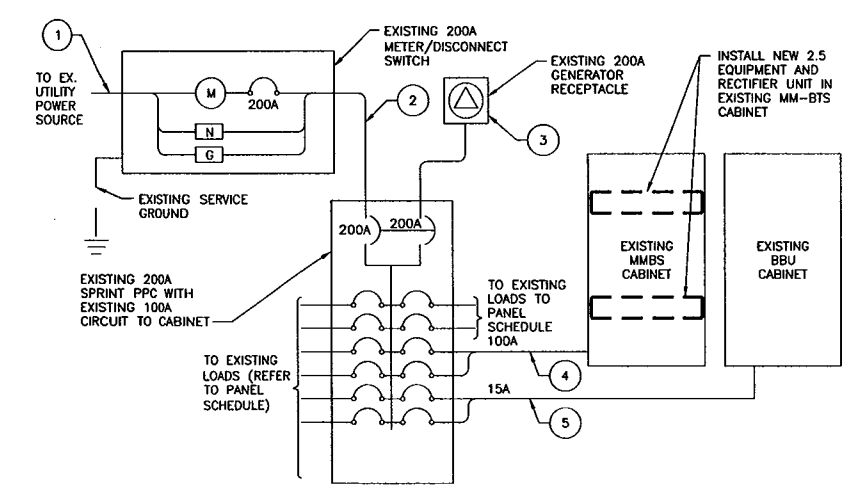 1
EXISTING 200A
METER/DISCONNECT
SWITCH
TO EX.
UTILITY
POWER
SOURCE
M
200A
N
G
2
EXISTING 200A
GENERATOR
RECEPTACLE
3
INSTALL NEW 2.5
EQUIPMENT AND
RECTIFIER UNIT IN
EXISTING MM-BTS
CABINET
EXISTING SERVICE
GROUND
200A
200A
EXISTING
MMBS
CABINET
EXISTING
BBU
CABINET
EXISTING 200A
SPRINT PPC WITH
EXISTING 100A
CIRCUIT TO CABINET
TO EXISTING
LOADS TO
PANEL
SCHEDULE
100A
TO EXISTING
LOADS (REFER
TO PANEL
SCHEDULE)
4
15A
5